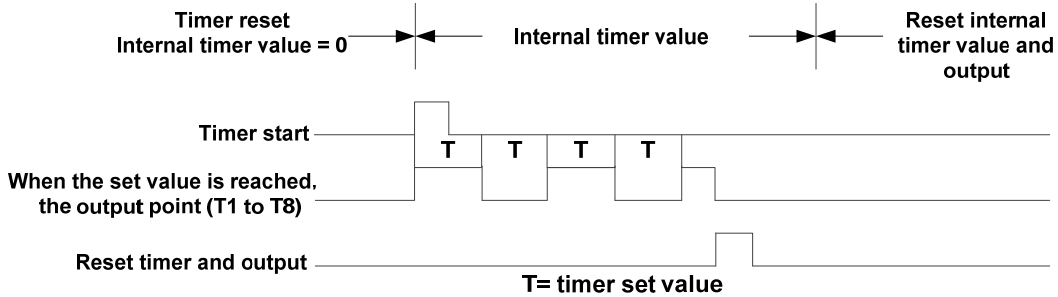 Timer reset
Internal timer value = 0
Internal timer value
Reset internal
timer value and
output
Timer start
T T T T
When the set value is reached,
the output point (T1 to T8)
Reset timer and output
T= timer set value